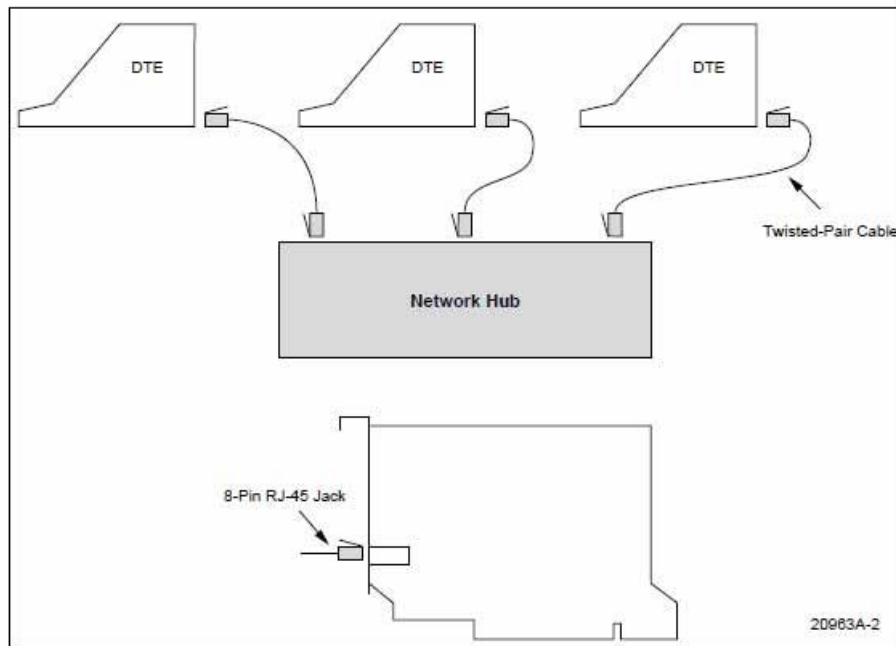 DTE
DTE
DTE
Twisted-Pair Cable
Network Hub
8-Pin RJ-45 Jack
20963A-2